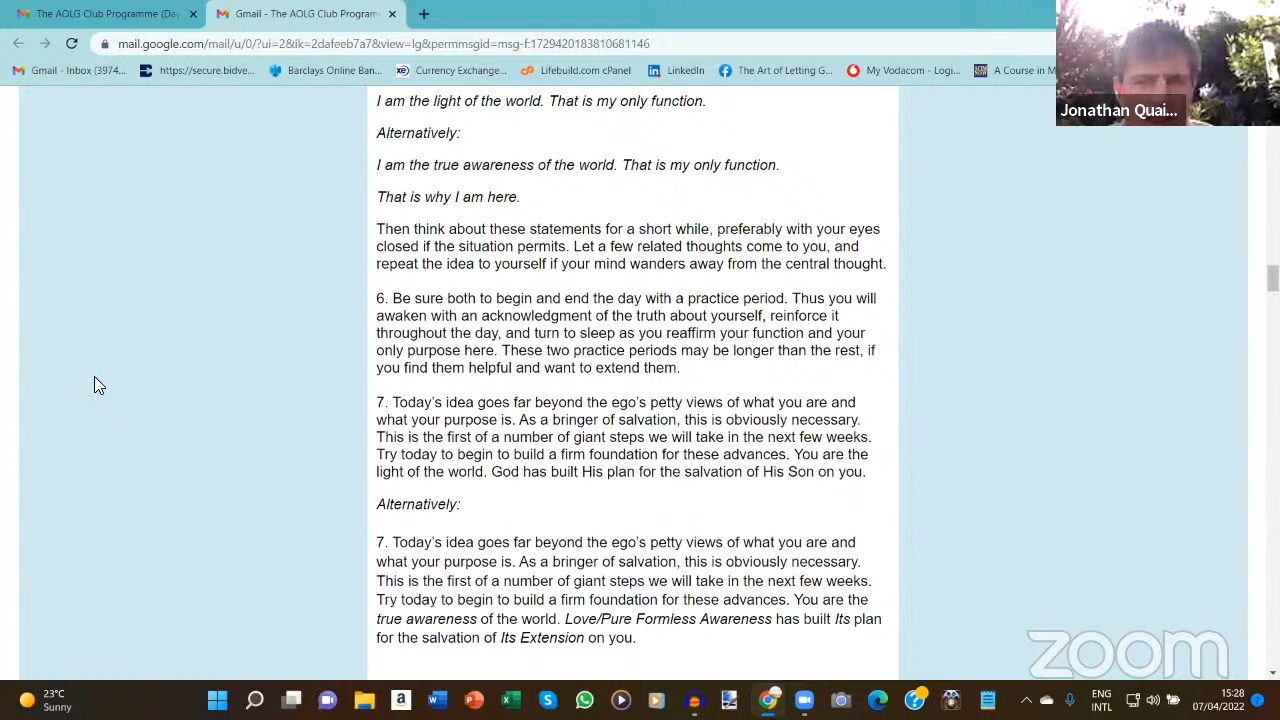 The AOLG Club Programme (Day
Gmail - The AOLG Club Program
mail.google.com/mail/u/0/?ui=2&ik=2dafeeb7a7&view=lg&permmsgid=msg-f:1729420183810681146
Gmail - Inbox (3974...
https://secure.bidve...
Barclays Online Ban...
Currency Exchange...
Lifebuild.com cPanel
LinkedIn
The Art of Letting G...
My Vodacom - Logi...
A Course in M
Jonathan Quai...
I am the light of the world. That is my only function.
Alternatively:
I am the true awareness of the world. That is my only function.
That is why I am here.
Then think about these statements for a short while, preferably with your eyes
closed if the situation permits. Let a few related thoughts come to you, and
repeat the idea to yourself if your mind wanders away from the central thought.
6. Be sure both to begin and end the day with a practice period. Thus you will
awaken with an acknowledgment of the truth about yourself, reinforce it
throughout the day, and turn to sleep as you reaffirm your function and your
only purpose here. These two practice periods may be longer than the rest, if
you find them helpful and want to extend them.
7. Today's idea goes far beyond the ego's petty views of what you are and
what your purpose is. As a bringer of salvation, this is obviously necessary.
This is the first of a number of giant steps we will take in the next few weeks.
Try today to begin to build a firm foundation for these advances. You are the
light of the world. God has built His plan for the salvation of His Son on you.
Alternatively:
7. Today's idea goes far beyond the ego's petty views of what you are and
what your purpose is. As a bringer of salvation, this is obviously necessary.
This is the first of a number of giant steps we will take in the next few weeks.
Try today to begin to build a firm foundation for these advances. You are the
true awareness of the world. Love/Pure Formless Awareness has built Its plan
for the salvation of Its Extension on you.
zoom
23°C
Sunny
ENG
INTL
15:28
07/04/2022